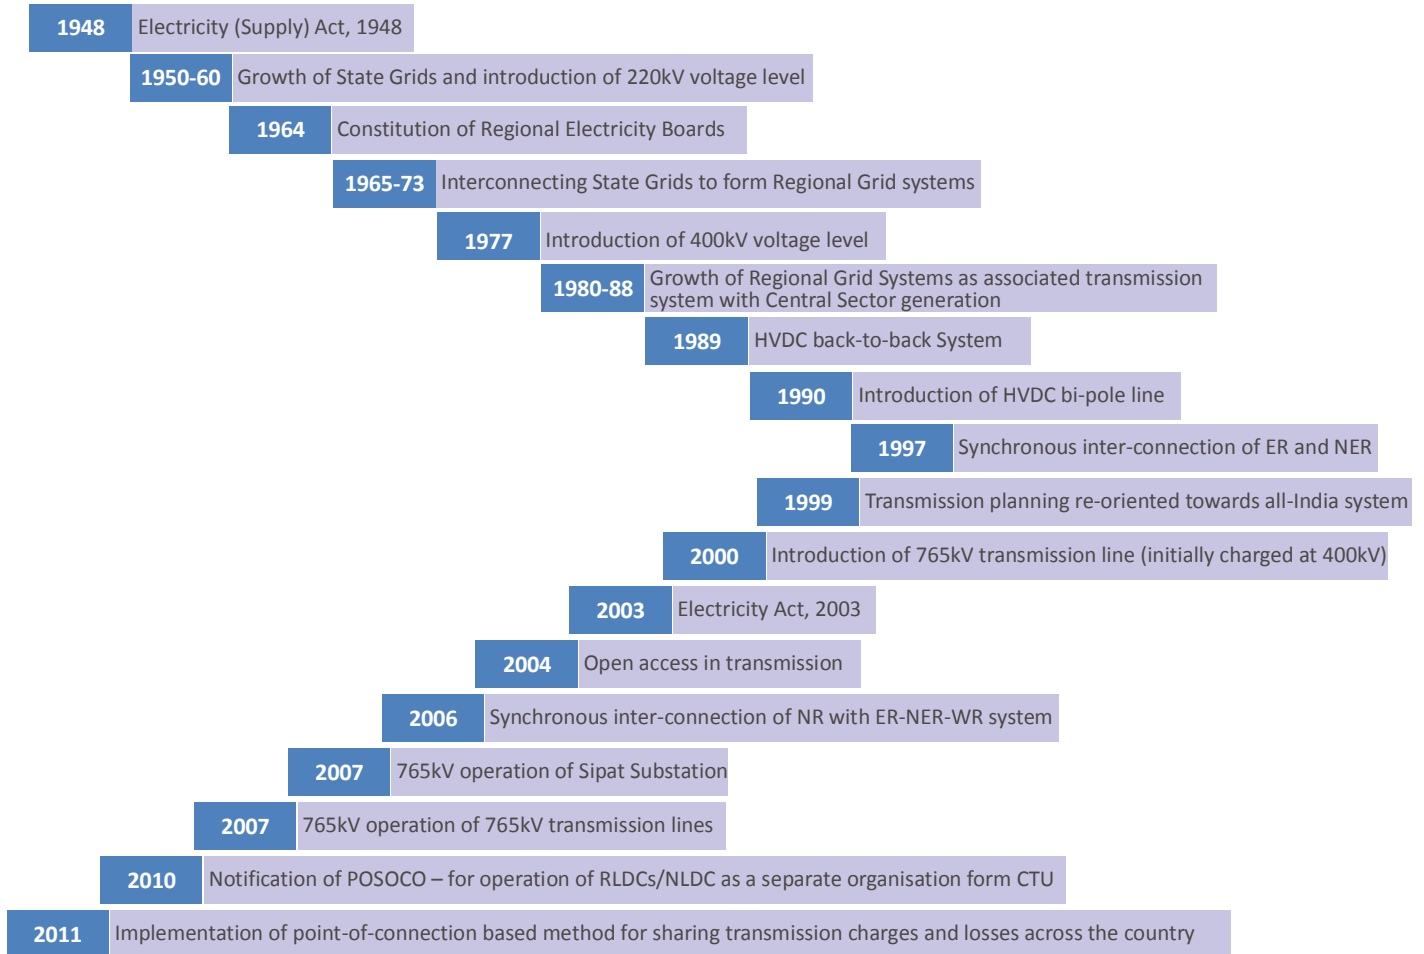 1948 Electricity (Supply) Act, 1948
1950-60 Growth of State Grids and introduction of 220kV voltage level
1964 Constitution of Regional Electricity Boards
1965-73 Interconnecting State Grids to form Regional Grid systems
1977 Introduction of 400kV voltage level
1980-88 Growth of Regional Grid Systems as associated transmission
system with Central Sector generation
1989 HVDC back-to-back System
1990 Introduction of HVDC bi-pole line
1997 Synchronous inter-connection of ER and NER
1999 Transmission planning re-oriented towards all-India system
2000 Introduction of 765kV transmission line (initially charged at 400kV)
2003 Electricity Act, 2003
2004 Open access in transmission
2006 Synchronous inter-connection of NR with ER-NER-WR system
2007 765kV operation of Sipat Substation
2007 765kV operation of 765kV transmission lines
2010 Notification of POSOCO – for operation of RLDCs/NLDC as a separate organisation form CTU
2011 Implementation of point-of-connection based method for sharing transmission charges and losses across the country